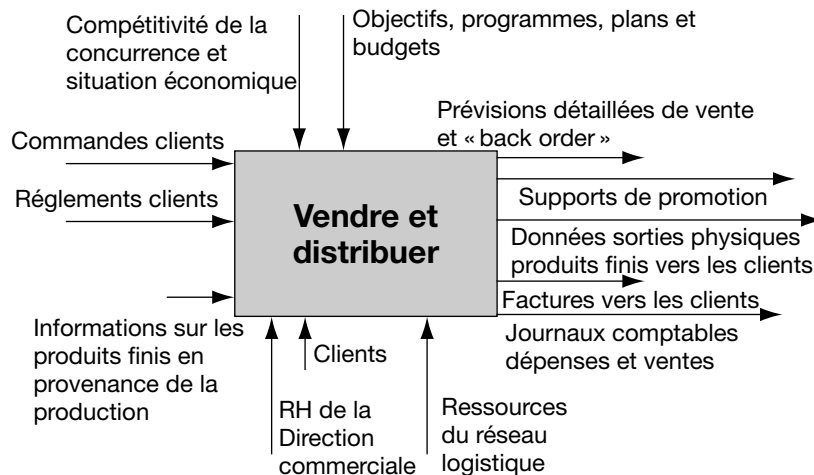 Compétitivité de la
concurrence et
situation économique
Objectifs, programmes, plans et
budgets
Prévisions détaillées de vente
et « back order »
Commandes clients
Réglements clients
Vendre et
distribuer
Supports de promotion
Données sorties physiques
produits finis vers les clients
Factures vers les clients
Journaux comptables
dépenses et ventes
Informations sur les
produits finis en
provenance de la
production
Clients
RH de la
Direction
commerciale
Ressources
du réseau
logistique